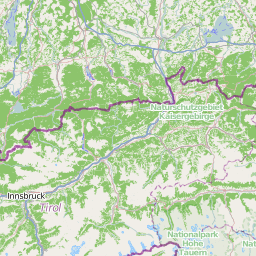 Naturschutzgebiet
Kaisergebirge
Innsbruck
Tirol
Nationalpark
Hohe
Tauern